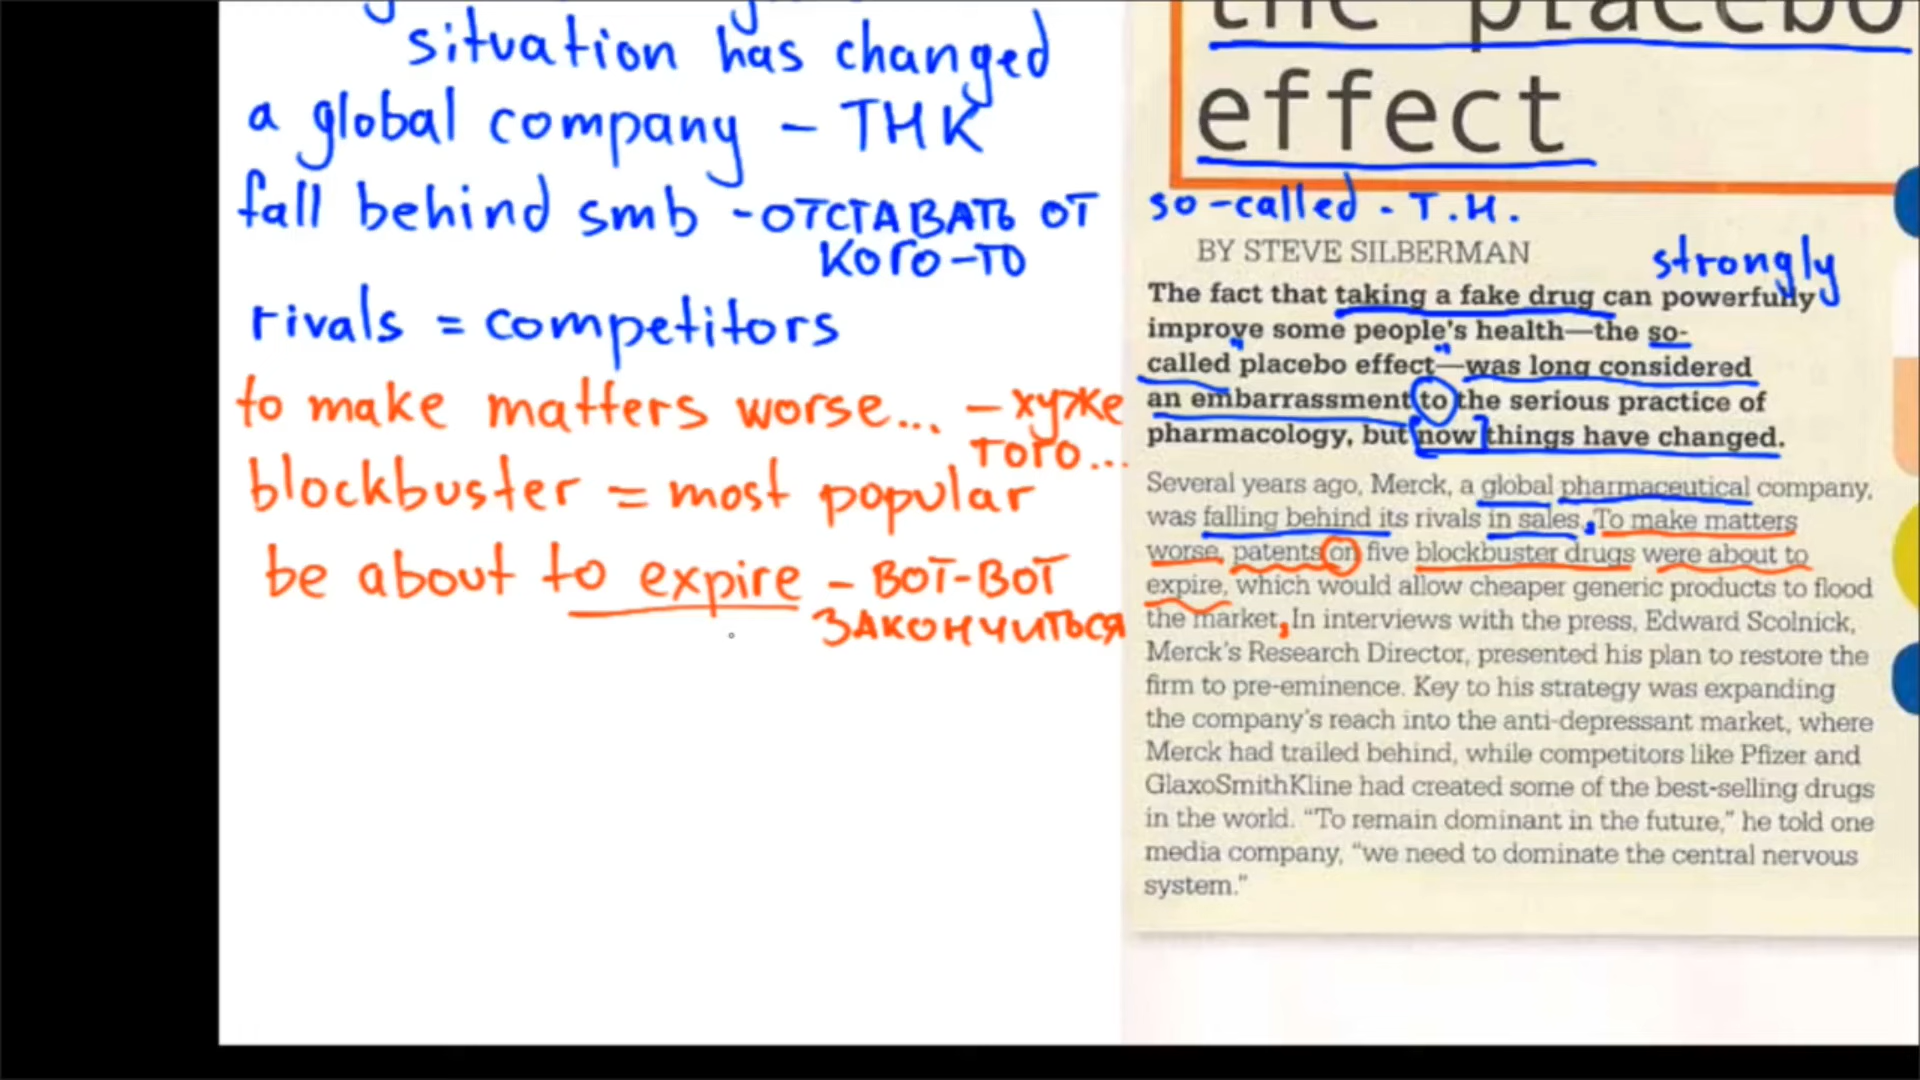 situation has changed
a global company - ТНК
fall behind smb - ОТСТАВАТЬ ОТ
КОГО-ТО
rivals = competitors
to make matters worse... - хуже
ТОГО...
blockbuster = most popular
be about to expire - ВОТ-ВОТ
ЗАКОНЧИТЬСЯ
the placebo
effect
so-called - Т.Н.
BY STEVE SILBERMAN
strongly
The fact that taking a fake drug can powerfully
improve some people's health—the so-
called placebo effect—was long considered
an embarrassment to the serious practice of
pharmacology, but now things have changed.
Several years ago, Merck, a global pharmaceutical company,
was falling behind its rivals in sales. To make matters
worse, patents on five blockbuster drugs were about to
expire, which would allow cheaper generic products to flood
the market. In interviews with the press, Edward Scolnick,
Merck's Research Director, presented his plan to restore the
firm to pre-eminence. Key to his strategy was expanding
the company's reach into the anti-depressant market, where
Merck had trailed behind, while competitors like Pfizer and
GlaxoSmithKline had created some of the best-selling drugs
in the world. “To remain dominant in the future,” he told one
media company, “we need to dominate the central nervous
system.”